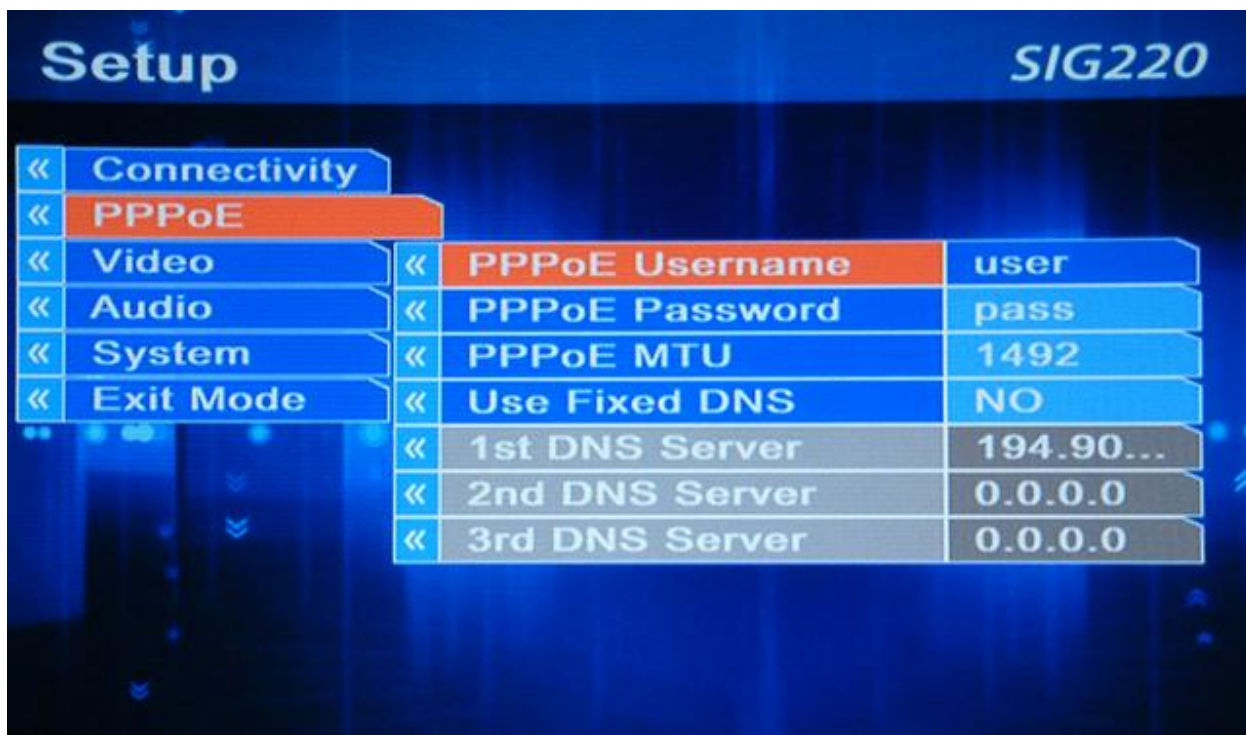 Setup SIG220
« Connectivity
« PPPoE
« Video « PPPoE Username user
« Audio « PPPoE Password pass
« System « PPPoE MTU 1492
« Exit Mode « Use Fixed DNS NO
« 1st DNS Server 194.90...
« 2nd DNS Server 0.0.0.0
« 3rd DNS Server 0.0.0.0